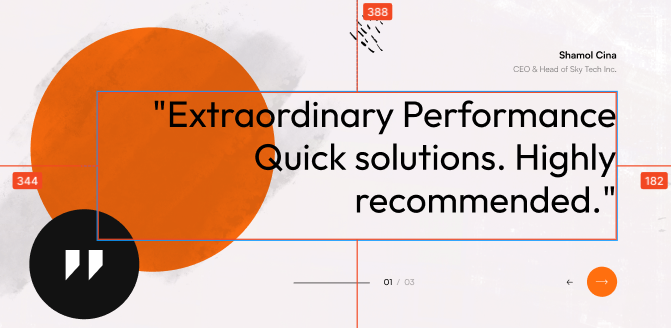 388
Shamol Cina
CEO & Head of Sky Tech Inc.
"Extraordinary Performance
Quick solutions. Highly
recommended."
344
182
01 / 03